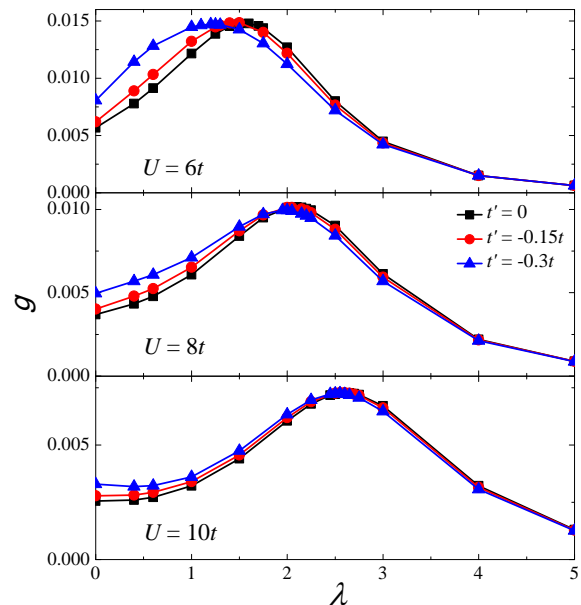 0.015
0.010
0.005
0.000
U = 6t
0.010
t' = 0
t' = -0.15t
t' = -0.3t
0.005
g
U = 8t
0.000
0.005
U = 10t
0.000
0 1 2 3 4 5
λ